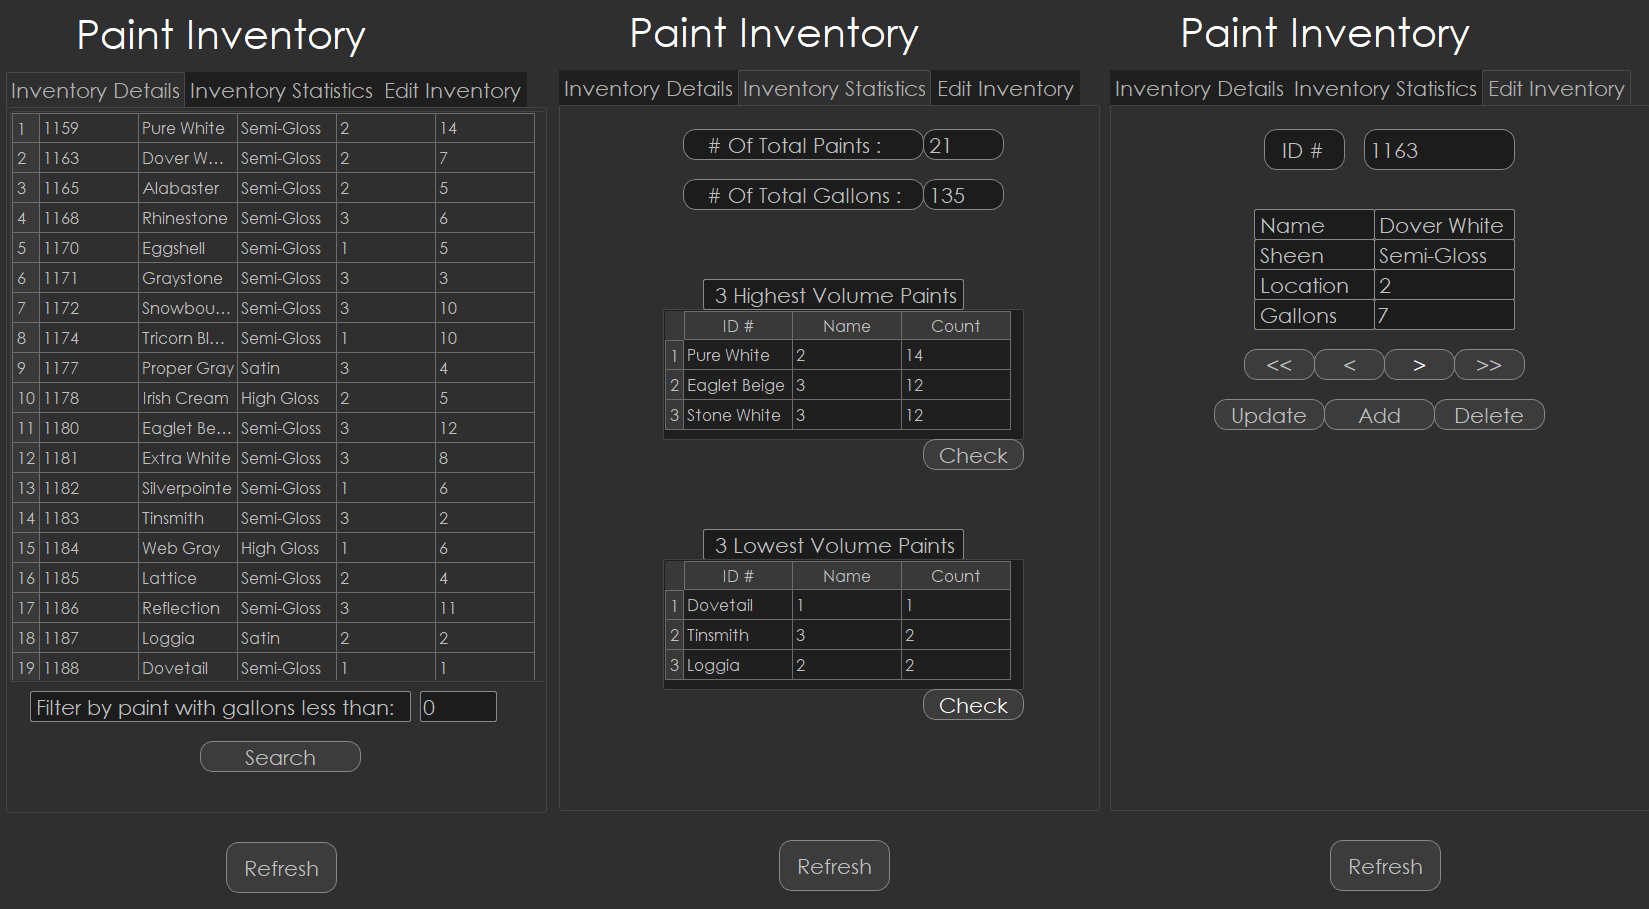 Paint Inventory
Inventory Details Inventory Statistics Edit Inventory
1 1159 Pure White Semi-Gloss 2 14
2 1163 Dover W... Semi-Gloss 2 7
3 1165 Alabaster Semi-Gloss 2 5
4 1168 Rhinestone Semi-Gloss 3 6
5 1170 Eggshell Semi-Gloss 1 5
6 1171 Graystone Semi-Gloss 3 3
7 1172 Snowbou... Semi-Gloss 3 10
8 1174 Tricorn Bl... Semi-Gloss 1 10
9 1177 Proper Gray Satin 3 4
10 1178 Irish Cream High Gloss 2 5
11 1180 Eaglet Be... Semi-Gloss 3 12
12 1181 Extra White Semi-Gloss 3 8
13 1182 Silverpointe Semi-Gloss 1 6
14 1183 Tinsmith Semi-Gloss 3 2
15 1184 Web Gray High Gloss 1 6
16 1185 Lattice Semi-Gloss 2 4
17 1186 Reflection Semi-Gloss 3 11
18 1187 Loggia Satin 2 2
19 1188 Dovetail Semi-Gloss 1 1
Filter by paint with gallons less than: 0
Search
Refresh
Paint Inventory
Inventory Details Inventory Statistics Edit Inventory
# Of Total Paints : 21
# Of Total Gallons : 135
3 Highest Volume Paints
ID # Name Count
1 Pure White 2 14
2 Eaglet Beige 3 12
3 Stone White 3 12
Check
3 Lowest Volume Paints
ID # Name Count
1 Dovetail 1 1
2 Tinsmith 3 2
3 Loggia 2 2
Check
Refresh
Paint Inventory
Inventory Details Inventory Statistics Edit Inventory
ID # 1163
Name Dover White
Sheen Semi-Gloss
Location 2
Gallons 7
<< < > >>
Update Add Delete
Refresh